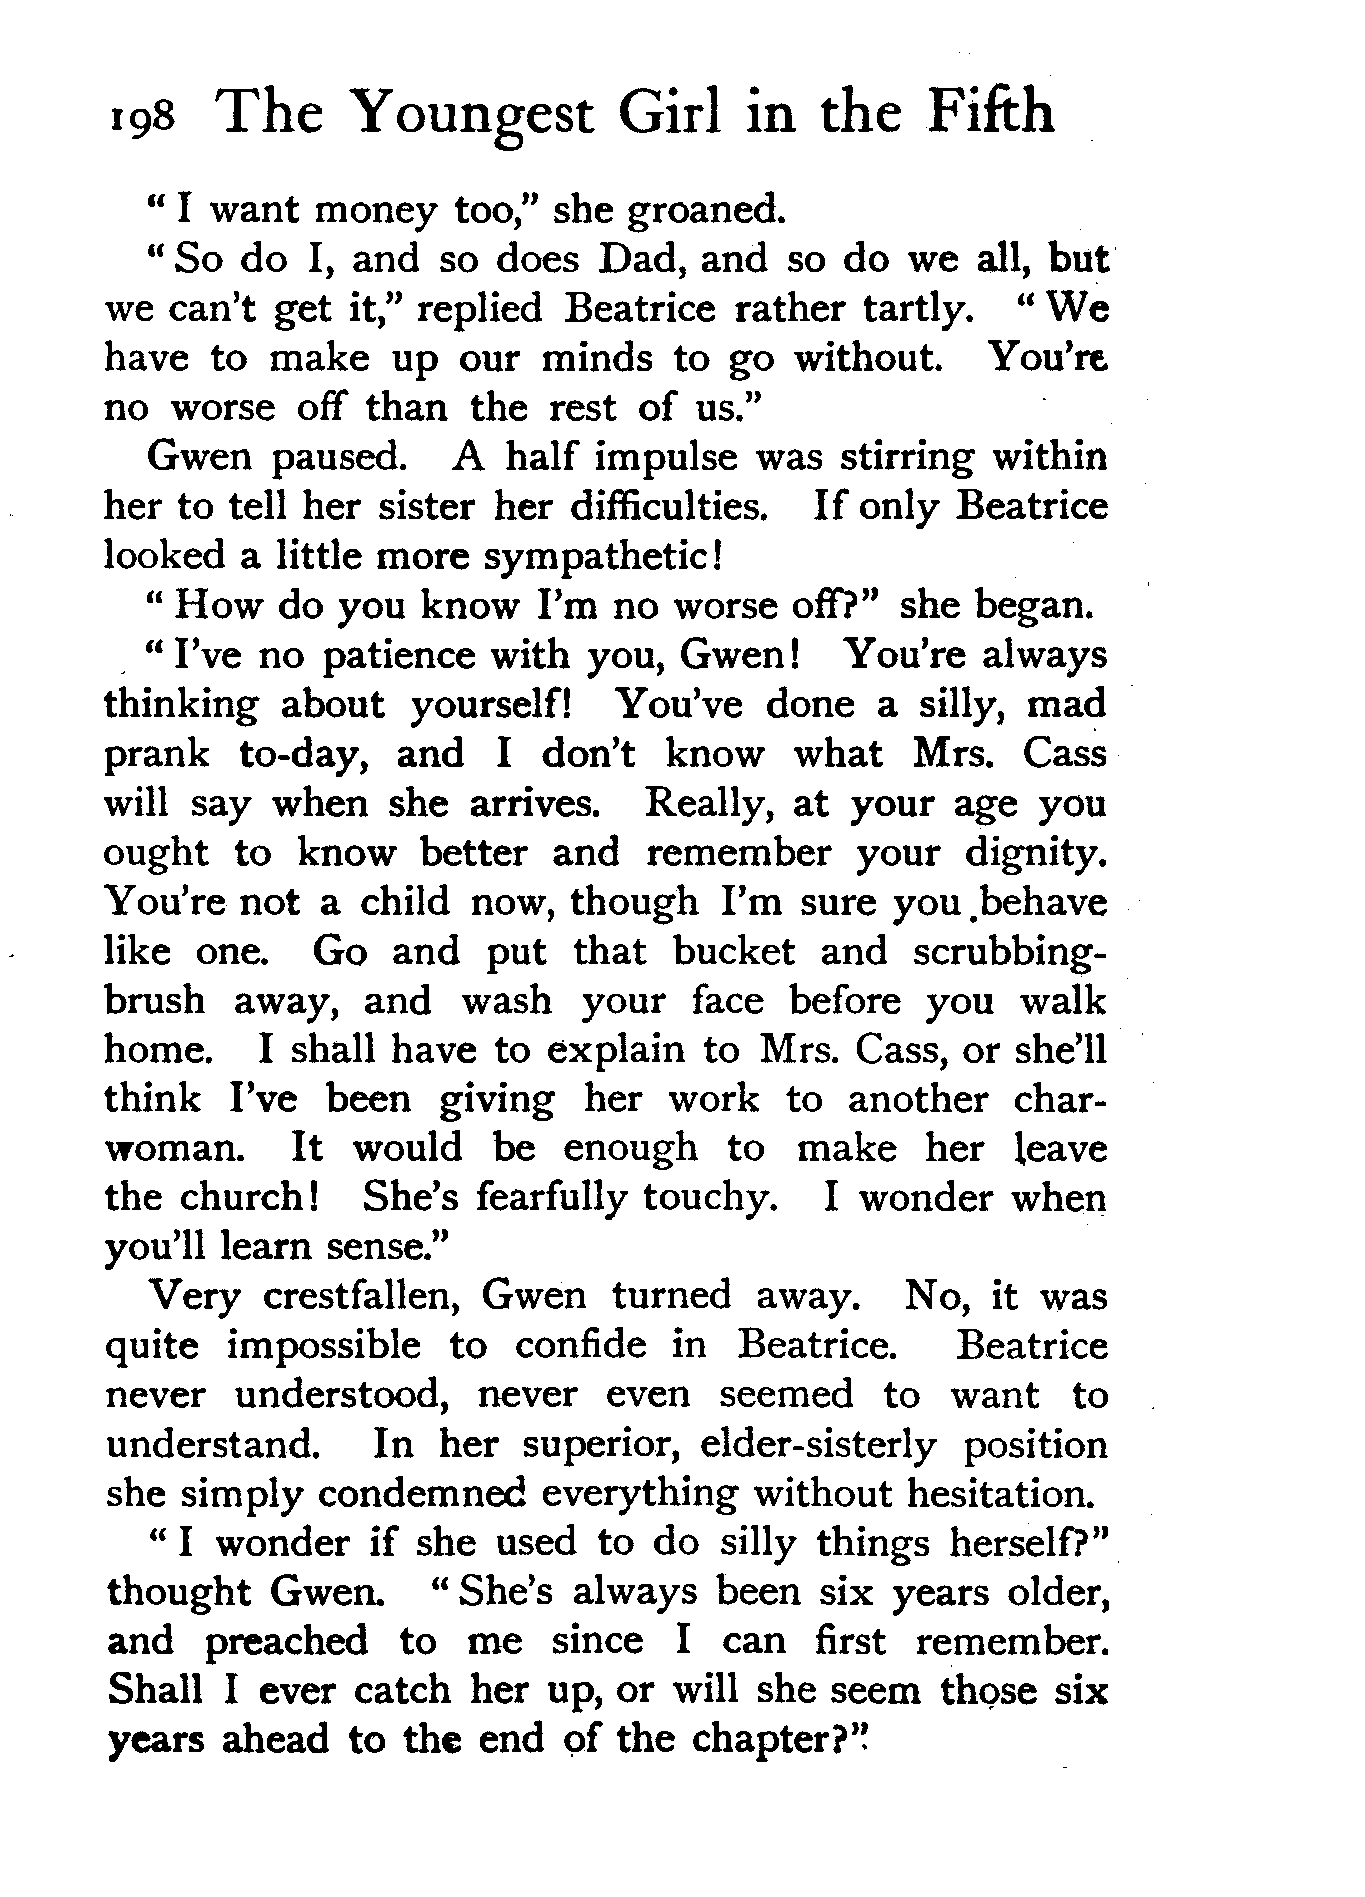 198 The Youngest Girl in the Fifth
“ I want money too,” she groaned.
“ So do I, and so does Dad, and so do we all, but
we can’t get it,” replied Beatrice rather tartly. “ We
have to make up our minds to go without. You’re
no worse off than the rest of us.”
Gwen paused. A half impulse was stirring within
her to tell her sister her difficulties. If only Beatrice
looked a little more sympathetic!
“ How do you know I’m no worse off?” she began.
“ I’ve no patience with you, Gwen! You’re always
thinking about yourself! You’ve done a silly, mad
prank to-day, and I don’t know what Mrs. Cass
will say when she arrives. Really, at your age you
ought to know better and remember your dignity.
You’re not a child now, though I’m sure you behave
like one. Go and put that bucket and scrubbing-
brush away, and wash your face before you walk
home. I shall have to explain to Mrs. Cass, or she’ll
think I’ve been giving her work to another char-
woman. It would be enough to make her leave
the church! She’s fearfully touchy. I wonder when
you’ll learn sense.”
Very crestfallen, Gwen turned away. No, it was
quite impossible to confide in Beatrice. Beatrice
never understood, never even seemed to want to
understand. In her superior, elder-sisterly position
she simply condemned everything without hesitation.
“ I wonder if she used to do silly things herself?”
thought Gwen. “ She’s always been six years older,
and preached to me since I can first remember.
Shall I ever catch her up, or will she seem those six
years ahead to the end of the chapter?”